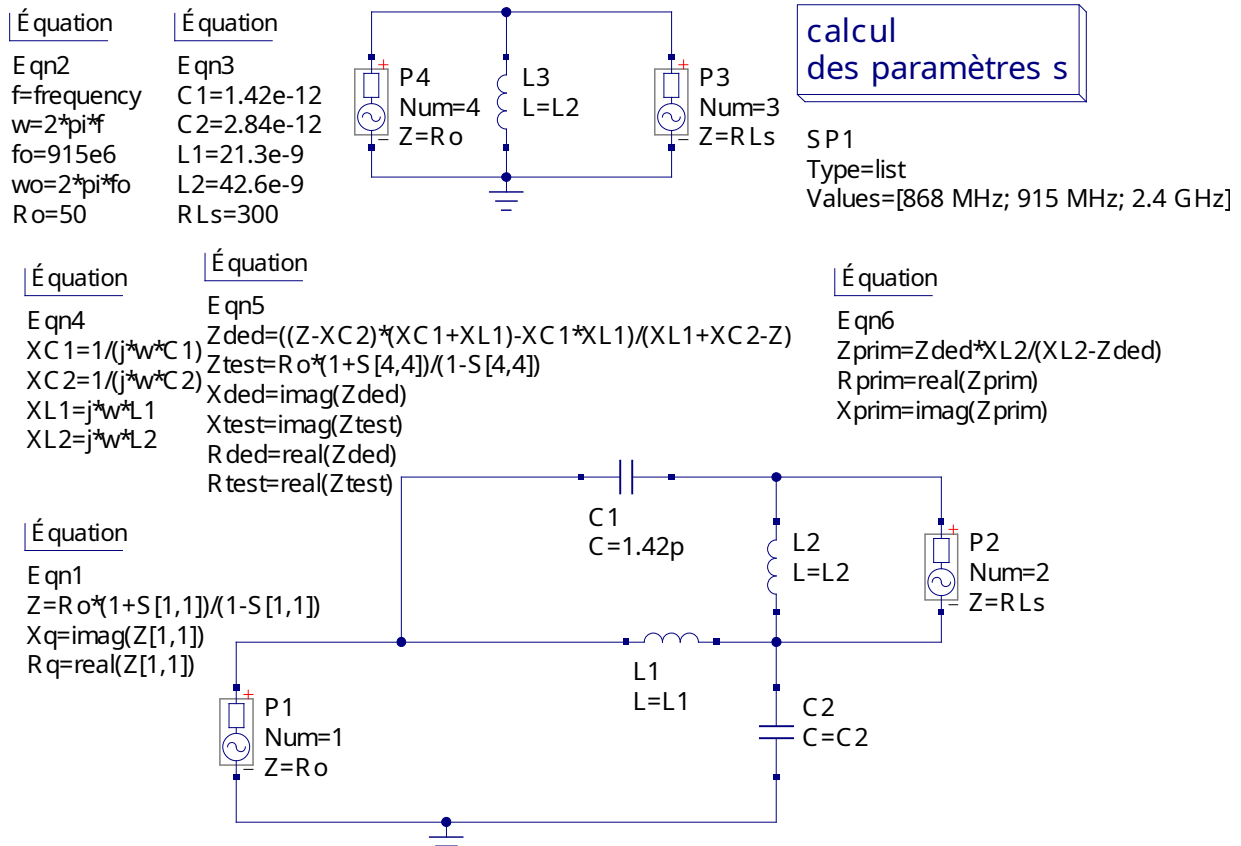 Équation
Eqn2
f=frequency
w=2*pi*f
fo=915e6
wo=2*pi*fo
Ro=50
Équation
Eqn3
C1=1.42e-12
C2=2.84e-12
L1=21.3e-9
L2=42.6e-9
RLs=300
+
P4
Num=4
Z=Ro
−
L3
L=L2
+
P3
Num=3
Z=RLs
−
calcul
des paramètres s
SP1
Type=list
Values=[868 MHz; 915 MHz; 2.4 GHz]
Équation
Eqn4
XC1=1/(j*w*C1)
XC2=1/(j*w*C2)
XL1=j*w*L1
XL2=j*w*L2
Équation
Eqn5
Zded=((Z-XC2)*(XC1+XL1)-XC1*XL1)/(XL1+XC2-Z)
Ztest=Ro*(1+S[4,4])/(1-S[4,4])
Xded=imag(Zded)
Xtest=imag(Ztest)
Rded=real(Zded)
Rtest=real(Ztest)
Équation
Eqn6
Zprim=Zded*XL2/(XL2-Zded)
Rprim=real(Zprim)
Xprim=imag(Zprim)
Équation
Eqn1
Z=Ro*(1+S[1,1])/(1-S[1,1])
Xq=imag(Z[1,1])
Rq=real(Z[1,1])
C1
C=1.42p
L2
L=L2
+
P2
Num=2
Z=RLs
−
L1
L=L1
+
P1
Num=1
Z=Ro
−
C2
C=C2